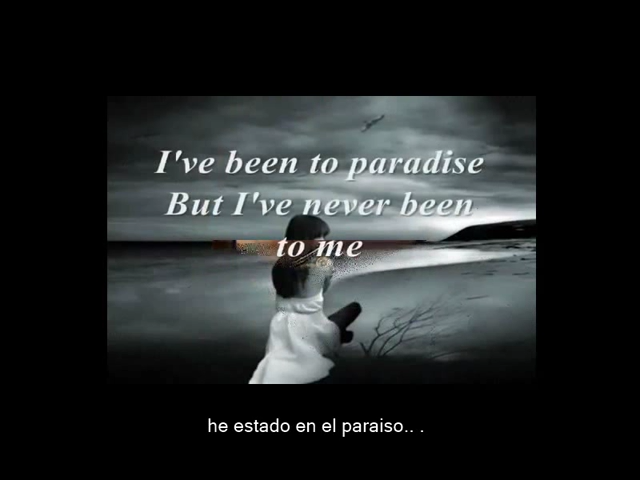 I've been to paradise
But I've never been
to me
he estado en el paraiso.. .